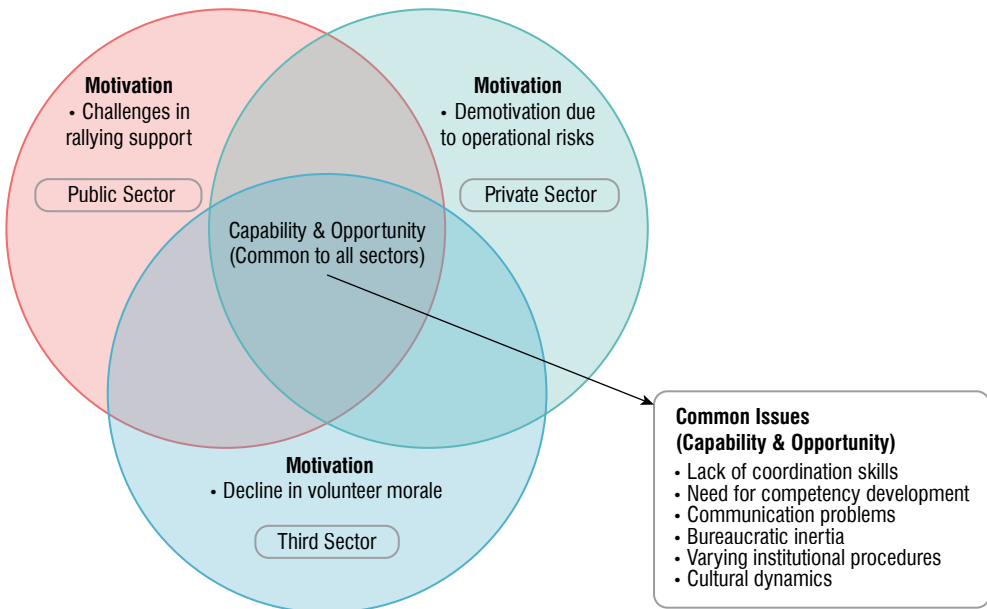 Motivation
• Challenges in
rallying support
Public Sector
Motivation
• Demotivation due
to operational risks
Private Sector
Capability & Opportunity
(Common to all sectors)
Motivation
• Decline in volunteer morale
Third Sector
Common Issues
(Capability & Opportunity)
• Lack of coordination skills
• Need for competency development
• Communication problems
• Bureaucratic inertia
• Varying institutional procedures
• Cultural dynamics